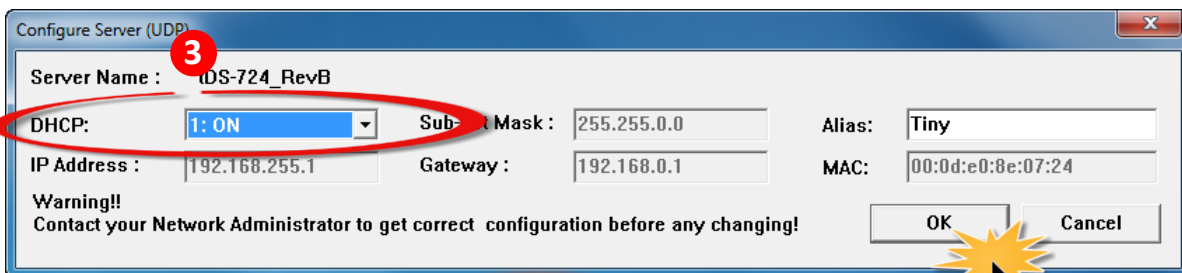 Configure Server (UDP)
3
Server Name : tDS-724_RevB
DHCP: 1: ON Sub- t Mask : 255.255.0.0 Alias: Tiny
IP Address : 192.168.255.1 Gateway : 192.168.0.1 MAC: 00:0d:e0:8e:07:24
Warning!!
Contact your Network Administrator to get correct configuration before any changing!
OK Cancel